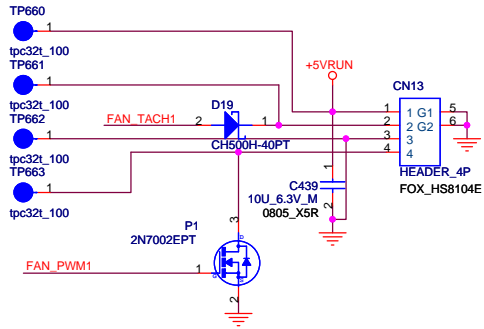 TP660
1
tpc32t_100
TP661
1
tpc32t_100
TP662
1
tpc32t_100
TP663
1
tpc32t_100
+5VRUN
CN13
1 1 G1 5
2 2 G2 6
3 3
4 4
HEADER_4P
FOX_HS8104E
FAN_TACH1
2 D19 1
CH500H-40PT
1
C439
10U_6.3V_M
2 0805_X5R
P1
2N7002EPT
3
FAN_PWM1
1
2